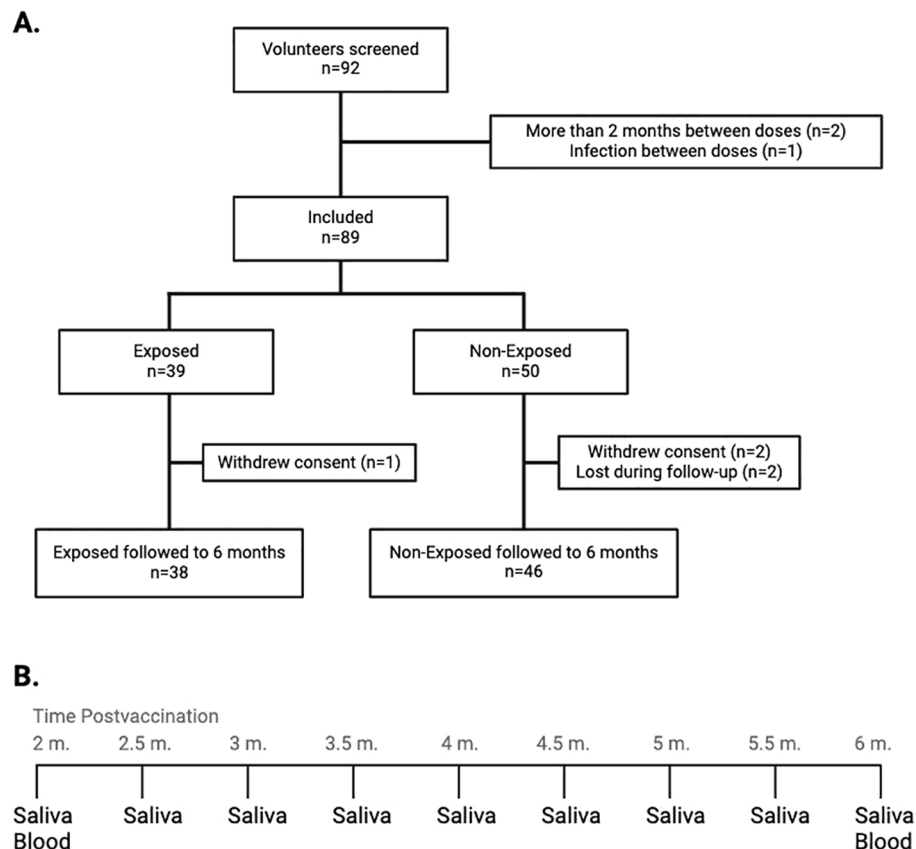 A.
Volunteers screened
n=92
More than 2 months between doses (n=2)
Infection between doses (n=1)
Included
n=89
Exposed
n=39
Non-Exposed
n=50
Withdrew consent (n=1)
Withdrew consent (n=2)
Lost during follow-up (n=2)
Exposed followed to 6 months
n=38
Non-Exposed followed to 6 months
n=46
B.
Time Postvaccination
2 m. 2.5 m. 3 m. 3.5 m. 4 m. 4.5 m. 5 m. 5.5 m. 6 m.
Saliva Saliva Saliva Saliva Saliva Saliva Saliva Saliva Saliva
Blood Blood